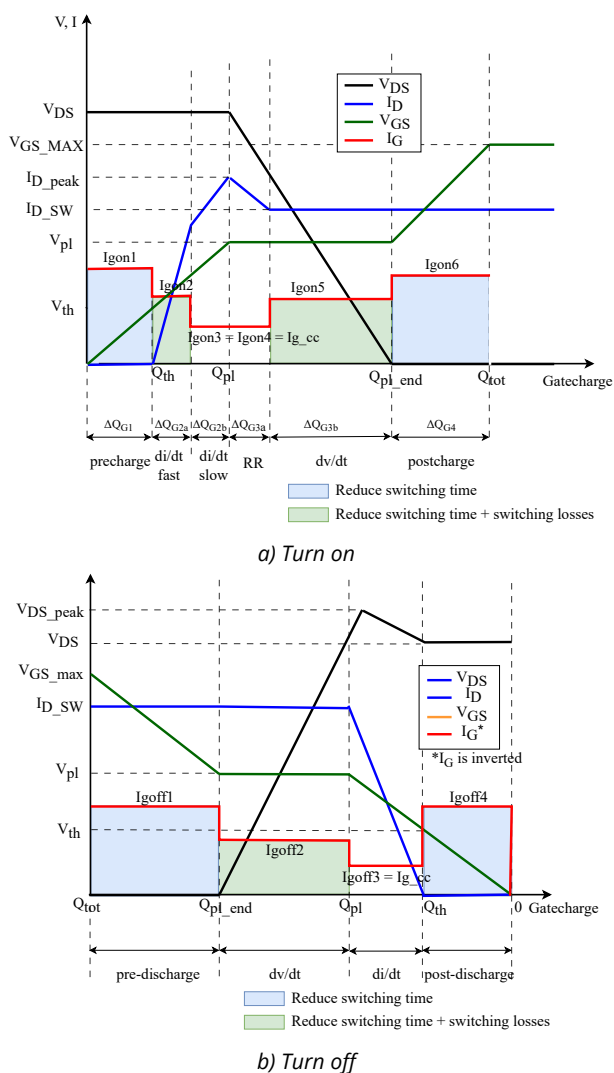 V, I
V_DS
V_GS_MAX
I_D_peak
I_D_SW
V_pl
V_th
V_DS
I_D
V_GS
I_G
Igon1
Igon2
Igon5
Igon6
Igon3 = Igon4 = Ig_cc
Q_th
Q_pl
Q_pl_end
Q_tot
Gatecharge
ΔQ_G1
ΔQ_G2a
ΔQ_G2b
ΔQ_G3a
ΔQ_G3b
ΔQ_G4
precharge
di/dt
fast
di/dt
slow
RR
dv/dt
postcharge
Reduce switching time
Reduce switching time + switching losses
a) Turn on
V_DS_peak
V_DS
V_GS_max
I_D_SW
V_pl
V_th
V_DS
I_D
V_GS
I_G*
*I_G is inverted
Igoff1
Igoff2
Igoff3 = Ig_cc
Igoff4
Q_tot
Q_pl_end
Q_pl
Q_th
0
Gatecharge
pre-discharge
dv/dt
di/dt
post-discharge
Reduce switching time
Reduce switching time + switching losses
b) Turn off